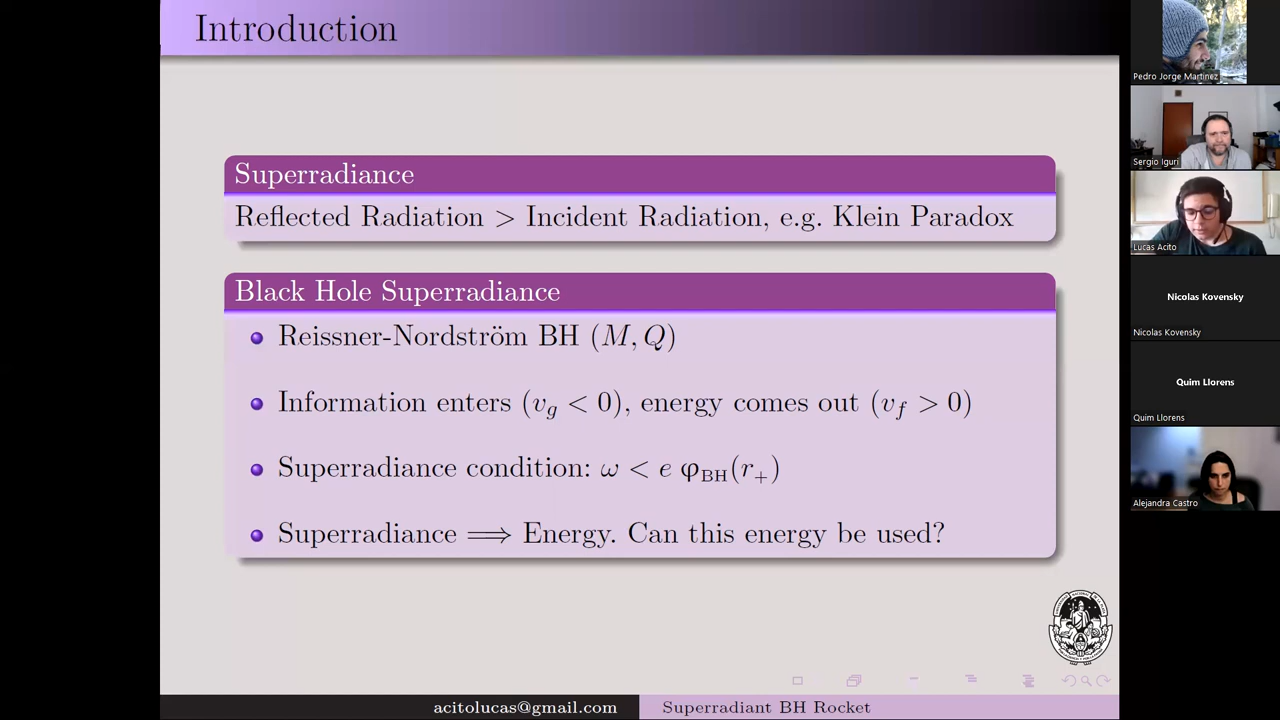 Introduction
Superradiance
Reflected Radiation > Incident Radiation, e.g. Klein Paradox
Black Hole Superradiance
Reissner-Nordström BH (M, Q)
Information enters (v_g < 0), energy comes out (v_f > 0)
Superradiance condition: ω < e φ_BH(r_+)
Superradiance ⟹ Energy. Can this energy be used?
acitolucas@gmail.com
Superradiant BH Rocket
Pedro Jorge Martinez
Sergio Iguri
Lucas Acito
Nicolas Kovensky
Nicolas Kovensky
Quim Llorens
Quim Llorens
Alejandra Castro